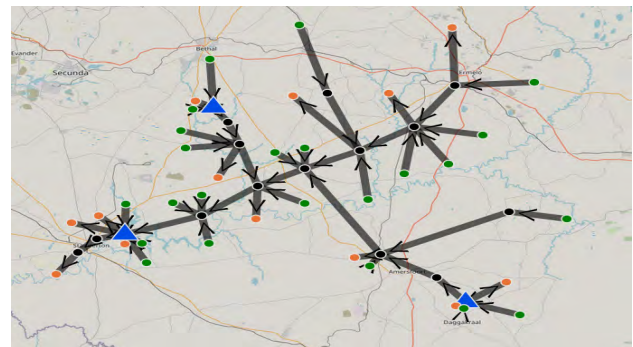 Evander
Bethal
Secunda
Ermelo
Amersfoort
Daggakraal